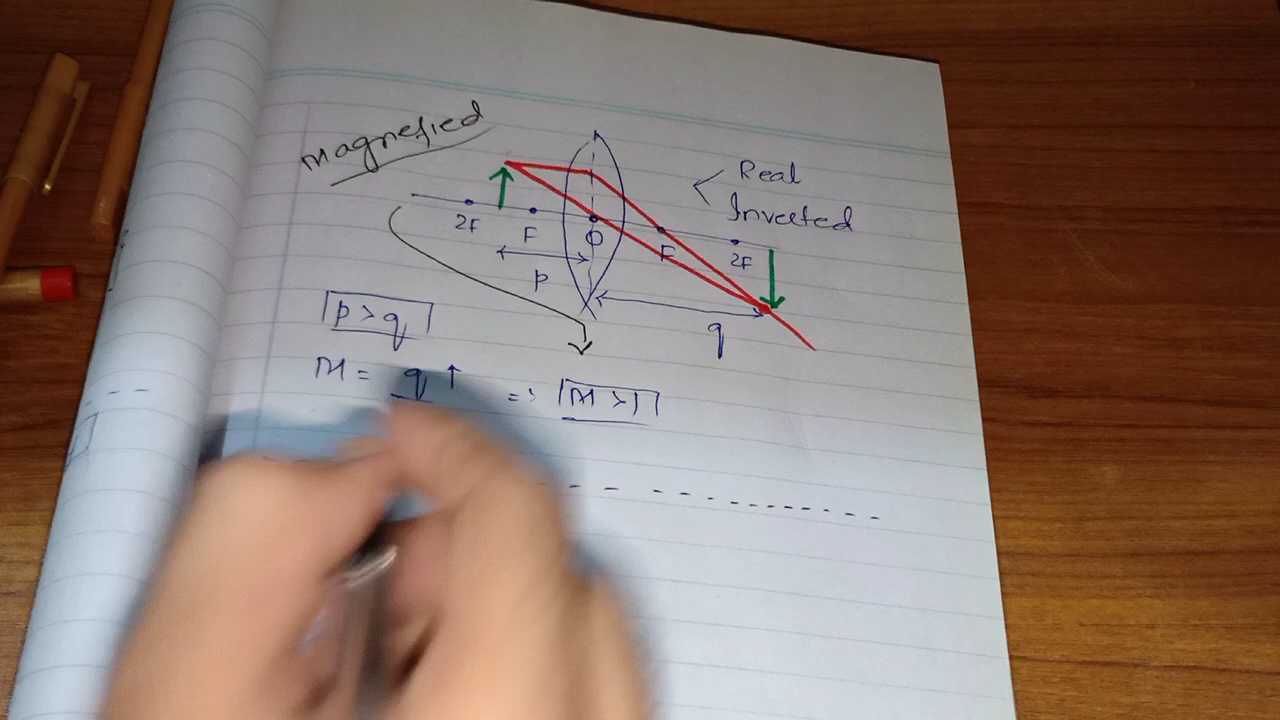 Magnefied
Real
Inverted
2F F O F 2F
p
q
p > q
M = q ↑ => M > 1